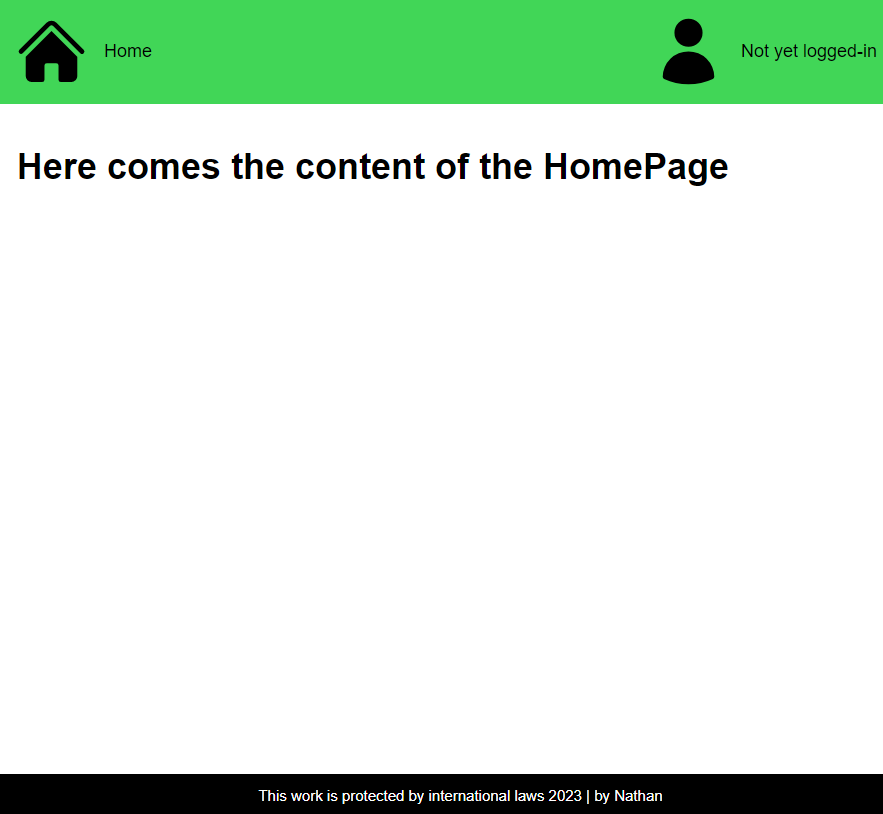 Home
Not yet logged-in
Here comes the content of the HomePage
This work is protected by international laws 2023 | by Nathan